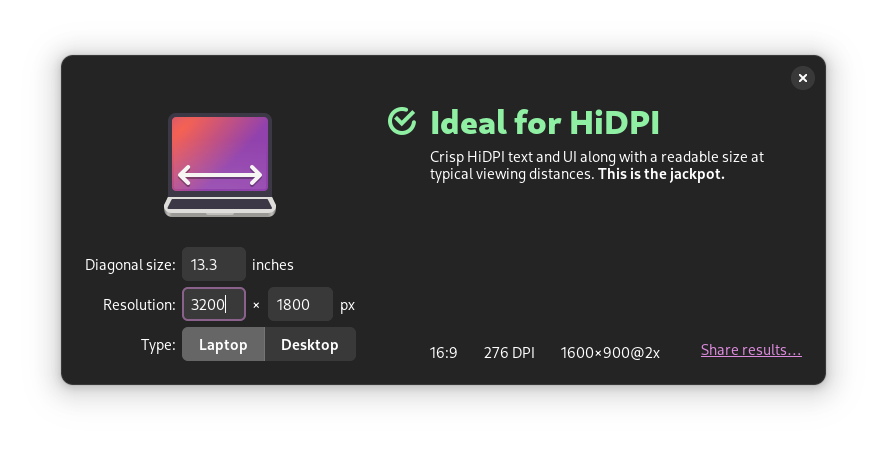 Ideal for HiDPI
Crisp HiDPI text and UI along with a readable size at
typical viewing distances. This is the jackpot.
Diagonal size: 13.3 inches
Resolution: 3200 × 1800 px
Type: Laptop Desktop
16:9 276 DPI 1600×900@2x Share results...